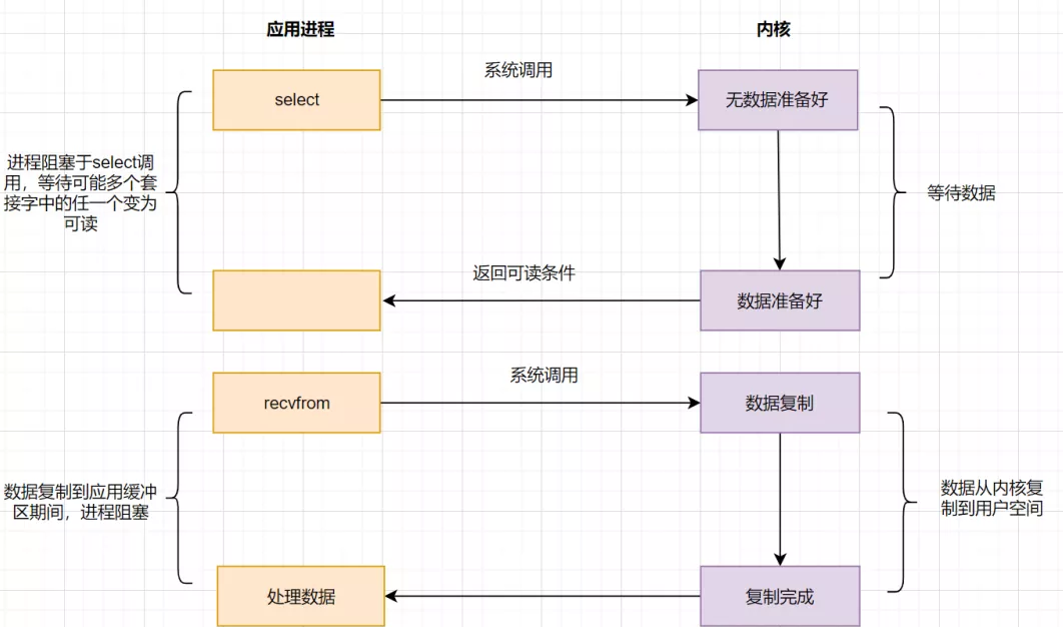 应用进程
内核
系统调用
select
无数据准备好
进程阻塞于select调
用，等待可能多个套
接字中的任一个变为
可读
等待数据
返回可读条件
数据准备好
系统调用
recvfrom
数据复制
数据复制到应用缓冲
区期间，进程阻塞
数据从内核复
制到用户空间
处理数据
复制完成